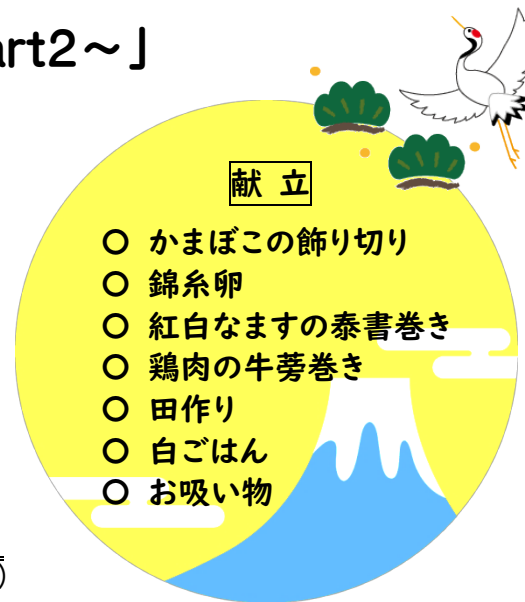 art2～」
献 立
○ かまぼこの飾り切り
○ 錦糸卵
○ 紅白なますの泰書巻き
○ 鶏肉の牛蒡巻き
○ 田作り
○ 白ごはん
○ お吸い物